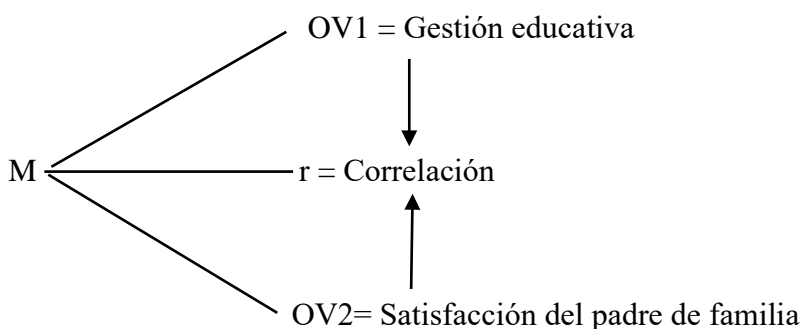 OV1 = Gestión educativa
M
r = Correlación
OV2= Satisfacción del padre de familia